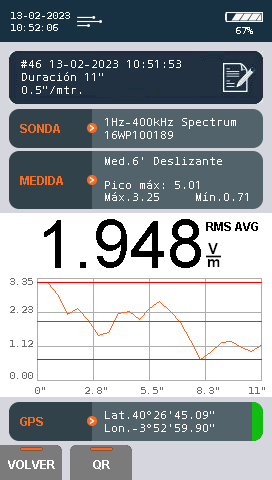 13-02-2023
10:52:06
67%
#46 13-02-2023 10:51:53
Duración 11"
0.5"/mtr.
SONDA
1Hz-400kHz Spectrum
16WP100189
MEDIDA
Med.6' Deslizante
Pico máx: 5.01
Máx.3.25 Mín.0.71
1.948 RMS AVG
V/m
3.35
2.23
1.12
0.00
0" 2.8" 5.5" 8.3" 11"
GPS
Lat.40°26'45.09"
Lon.-3°52'59.90"
VOLVER QR